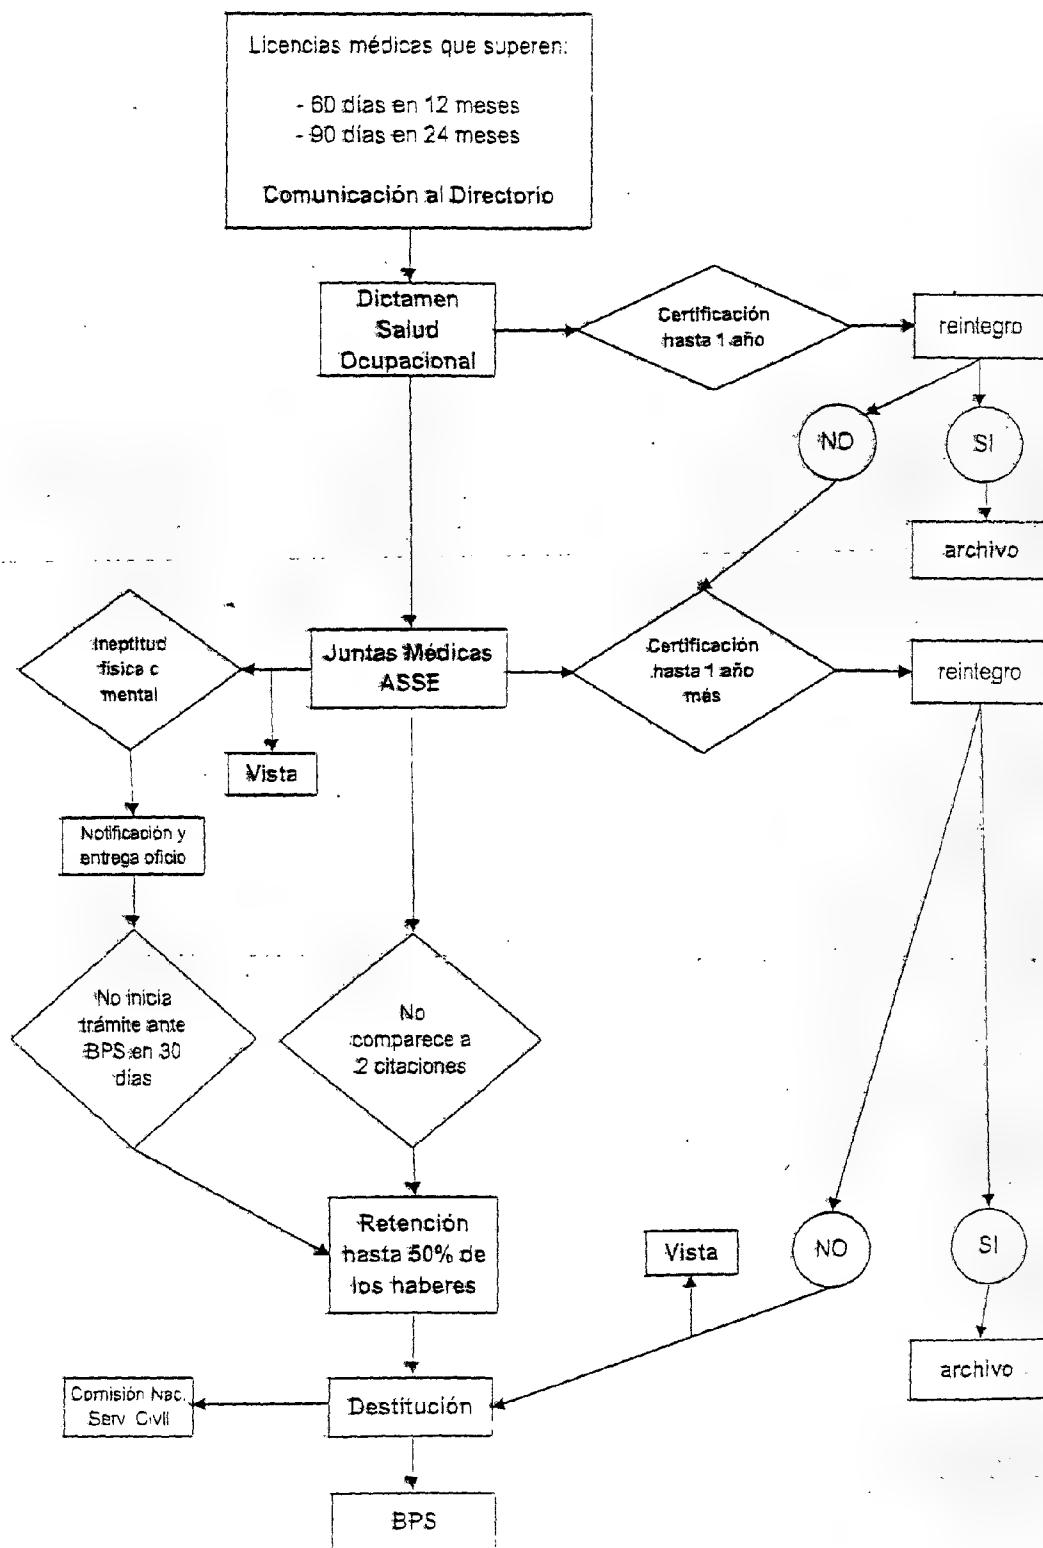 Licencias médicas que superen:
- 60 días en 12 meses
- 90 días en 24 meses
Comunicación al Directorio
Dictamen
Salud
Ocupacional
Certificación
hasta 1 año
reintegro
NO
SI
archivo
Ineptitud
física o
mental
Juntas Médicas
ASSE
Certificación
hasta 1 año
más
reintegro
Vista
Notificación y
entrega oficio
No inicia
trámite ante
BPS en 30
días
No
comparece a
2 citaciones
Retención
hasta 50% de
los haberes
Vista
NO
SI
archivo
Comisión Nac.
Serv. Civil
Destitución
BPS